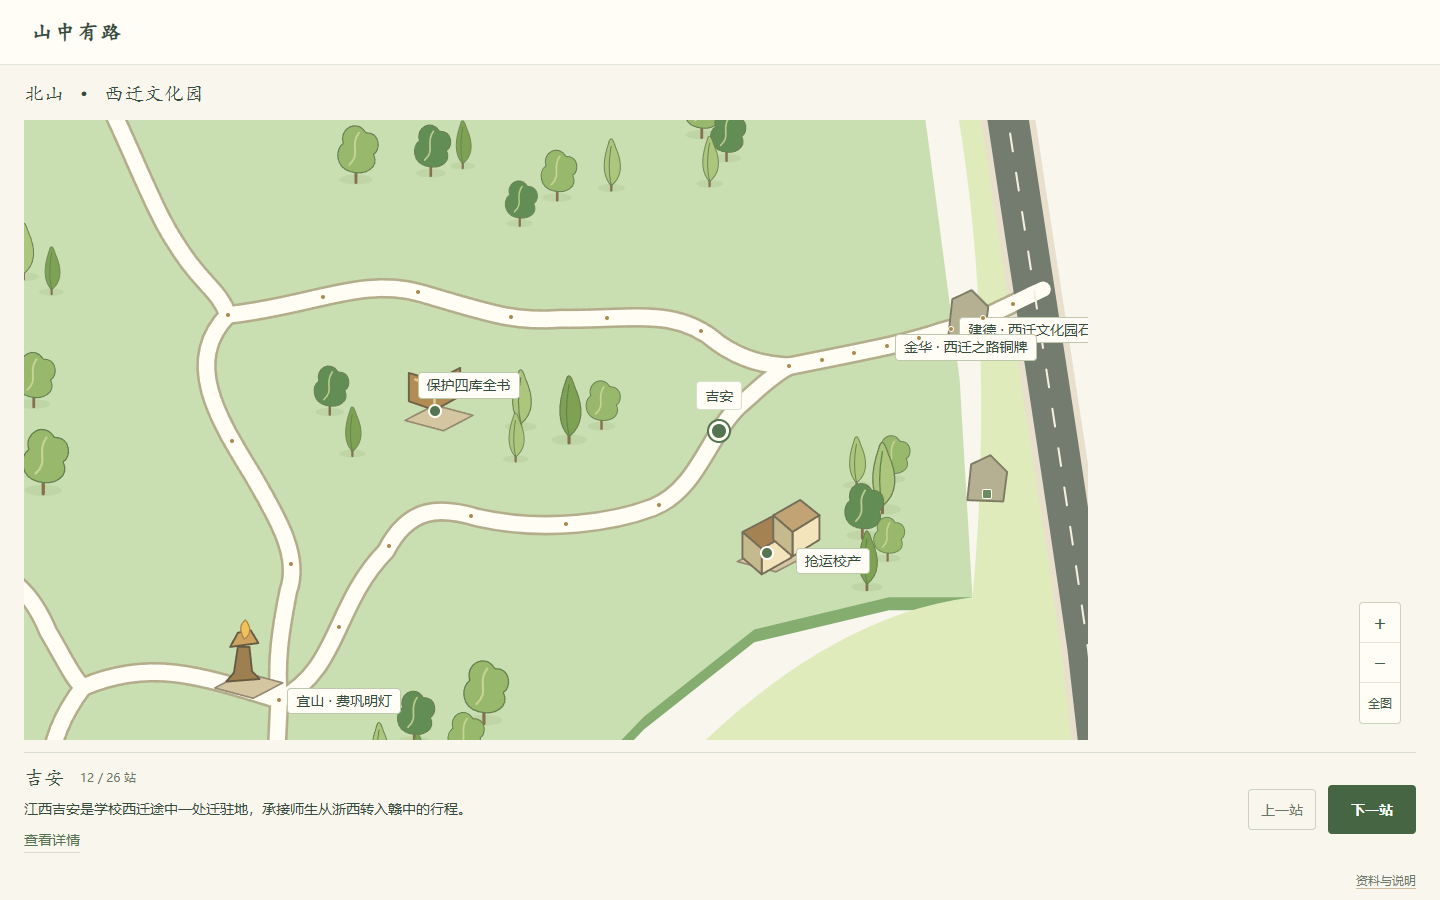 山中有路
北山 • 西迁文化园
建德 · 西迁文化园石
金华 · 西迁之路铜牌
保护四库全书
吉安
抢运校产
宜山 · 费巩明灯
+
−
全图
吉安 12 / 26 站
江西吉安是学校西迁途中一处迁驻地，承接师生从浙西转入赣中的行程。
查看详情
上一站
下一站
资料与说明